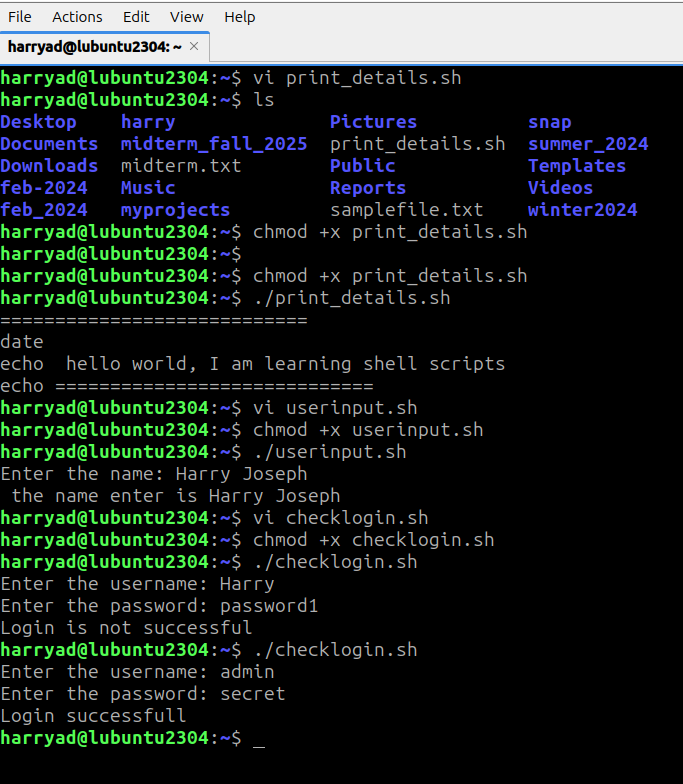 File Actions Edit View Help
harryad@lubuntu2304: ~ ×
harryad@lubuntu2304:~$ vi print_details.sh
harryad@lubuntu2304:~$ ls
Desktop harry Pictures snap
Documents midterm_fall_2025 print_details.sh summer_2024
Downloads midterm.txt Public Templates
feb-2024 Music Reports Videos
feb_2024 myprojects samplefile.txt winter2024
harryad@lubuntu2304:~$ chmod +x print_details.sh
harryad@lubuntu2304:~$
harryad@lubuntu2304:~$ chmod +x print_details.sh
harryad@lubuntu2304:~$ ./print_details.sh
============================
date
echo  hello world, I am learning shell scripts
echo =============================
harryad@lubuntu2304:~$ vi userinput.sh
harryad@lubuntu2304:~$ chmod +x userinput.sh
harryad@lubuntu2304:~$ ./userinput.sh
Enter the name: Harry Joseph
 the name enter is Harry Joseph
harryad@lubuntu2304:~$ vi checklogin.sh
harryad@lubuntu2304:~$ chmod +x checklogin.sh
harryad@lubuntu2304:~$ ./checklogin.sh
Enter the username: Harry
Enter the password: password1
Login is not successful
harryad@lubuntu2304:~$ ./checklogin.sh
Enter the username: admin
Enter the password: secret
Login successfull
harryad@lubuntu2304:~$ _